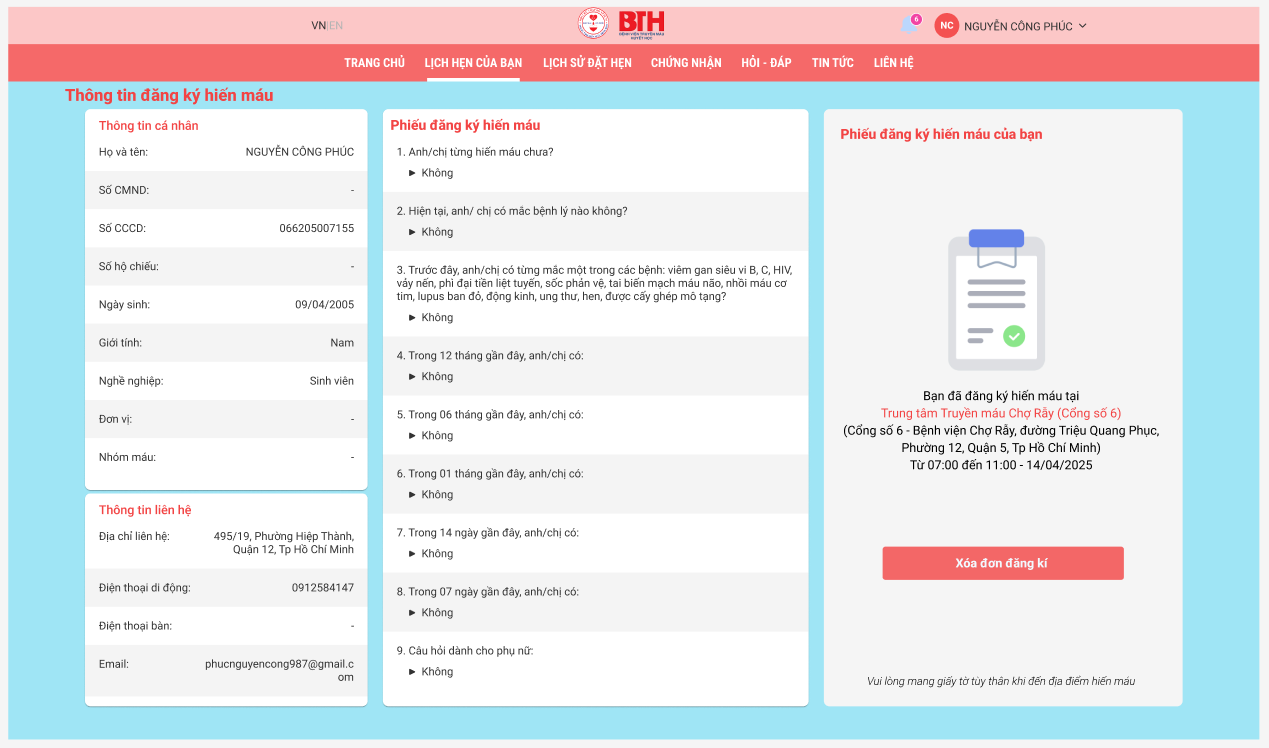 VN|EN
BTH
BỆNH VIỆN TRUYỀN MÁU
HUYẾT HỌC
6
NC
NGUYỄN CÔNG PHÚC
TRANG CHỦ
LỊCH HẸN CỦA BẠN
LỊCH SỬ ĐẶT HẸN
CHỨNG NHẬN
HỎI - ĐÁP
TIN TỨC
LIÊN HỆ
Thông tin đăng ký hiến máu
Thông tin cá nhân
Họ và tên: NGUYỄN CÔNG PHÚC
Số CMND: -
Số CCCD: 066205007155
Số hộ chiếu: -
Ngày sinh: 09/04/2005
Giới tính: Nam
Nghề nghiệp: Sinh viên
Đơn vị: -
Nhóm máu: -
Thông tin liên hệ
Địa chỉ liên hệ: 495/19, Phường Hiệp Thành,
Quận 12, Tp Hồ Chí Minh
Điện thoại di động: 0912584147
Điện thoại bàn: -
Email: phucnguyencong987@gmail.c
om
Phiếu đăng ký hiến máu
1. Anh/chị từng hiến máu chưa?
► Không
2. Hiện tại, anh/ chị có mắc bệnh lý nào không?
► Không
3. Trước đây, anh/chị có từng mắc một trong các bệnh: viêm gan siêu vi B, C, HIV,
vảy nến, phì đại tiền liệt tuyến, sốc phản vệ, tai biến mạch máu não, nhồi máu cơ
tim, lupus ban đỏ, động kinh, ung thư, hen, được cấy ghép mô tạng?
► Không
4. Trong 12 tháng gần đây, anh/chị có:
► Không
5. Trong 06 tháng gần đây, anh/chị có:
► Không
6. Trong 01 tháng gần đây, anh/chị có:
► Không
7. Trong 14 ngày gần đây, anh/chị có:
► Không
8. Trong 07 ngày gần đây, anh/chị có:
► Không
9. Câu hỏi dành cho phụ nữ:
► Không
Phiếu đăng ký hiến máu của bạn
Bạn đã đăng ký hiến máu tại
Trung tâm Truyền máu Chợ Rẫy (Cổng số 6)
(Cổng số 6 - Bệnh viện Chợ Rẫy, đường Triệu Quang Phục,
Phường 12, Quận 5, Tp Hồ Chí Minh)
Từ 07:00 đến 11:00 - 14/04/2025
Xóa đơn đăng kí
Vui lòng mang giấy tờ tùy thân khi đến địa điểm hiến máu